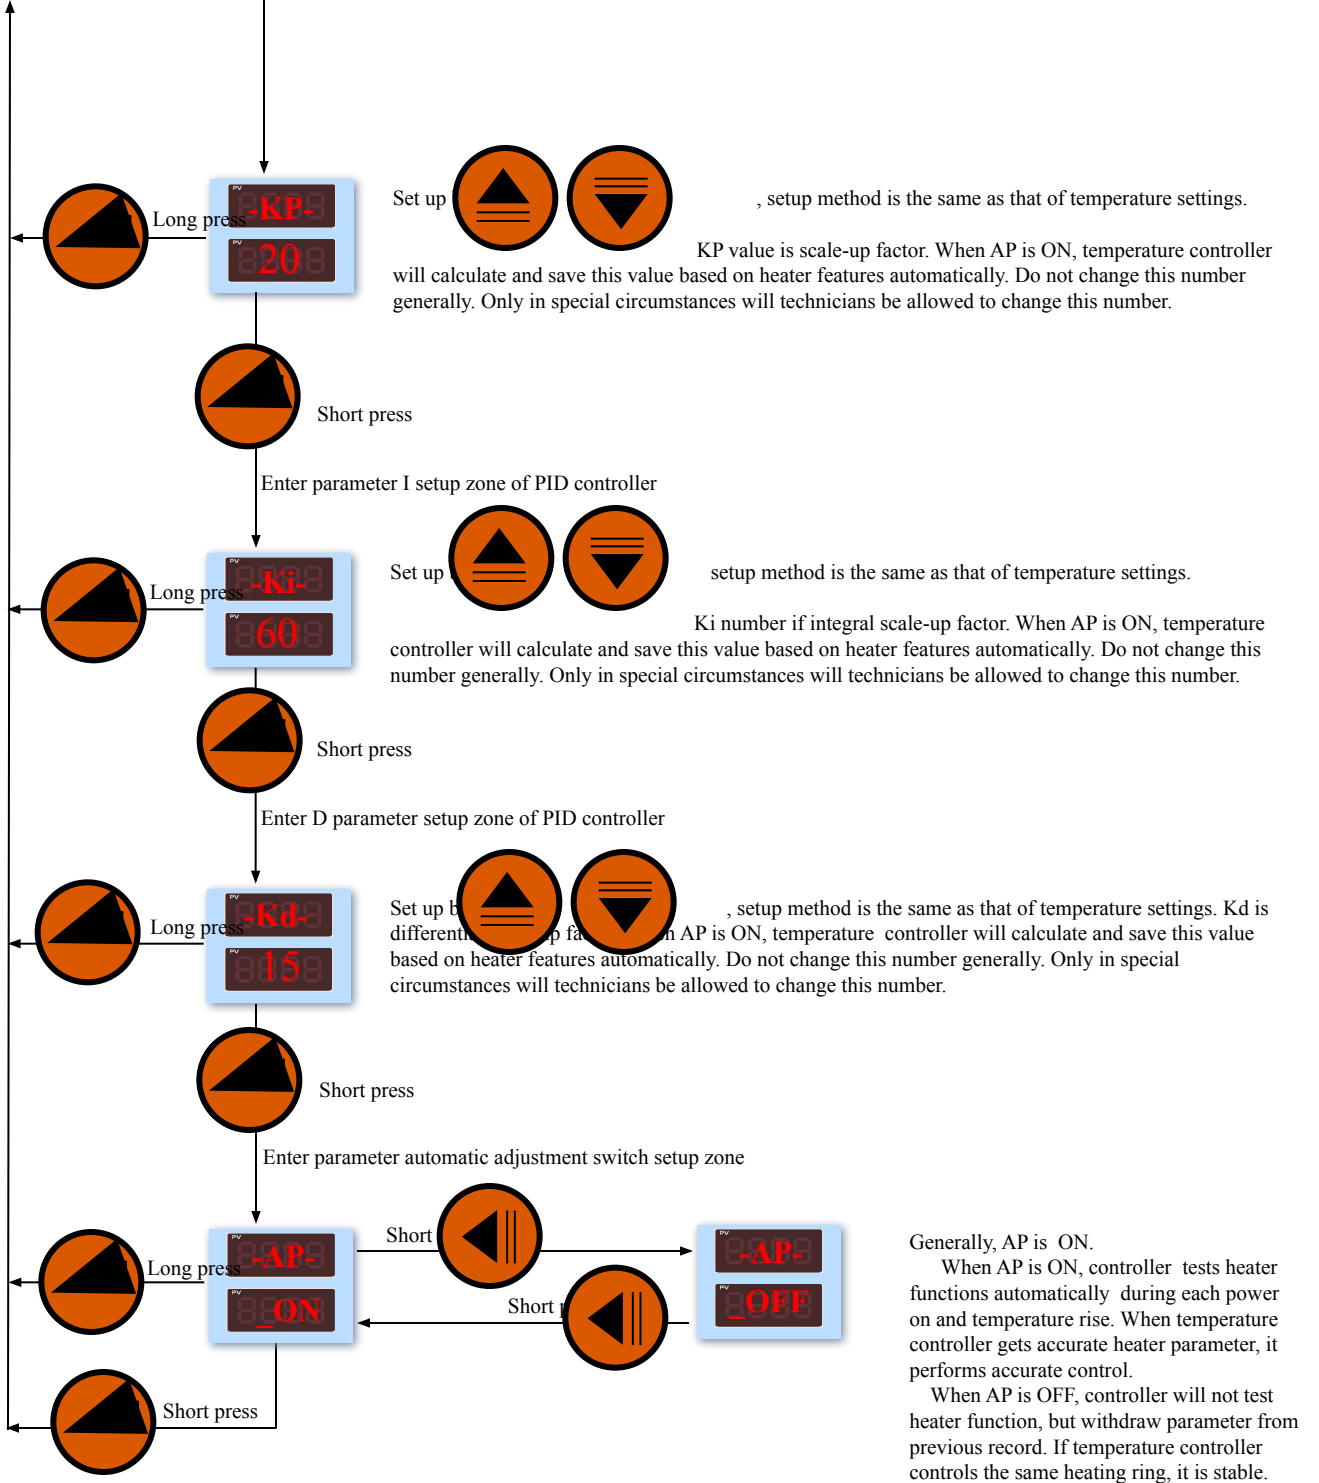 PV
-KP-
PV
20
Long press
Set up
, setup method is the same as that of temperature settings.
KP value is scale-up factor. When AP is ON, temperature controller
will calculate and save this value based on heater features automatically. Do not change this number
generally. Only in special circumstances will technicians be allowed to change this number.
Short press
Enter parameter I setup zone of PID controller
PV
-Ki-
PV
60
Long press
Set up
setup method is the same as that of temperature settings.
Ki number if integral scale-up factor. When AP is ON, temperature
controller will calculate and save this value based on heater features automatically. Do not change this
number generally. Only in special circumstances will technicians be allowed to change this number.
Short press
Enter D parameter setup zone of PID controller
PV
-Kd-
PV
15
Long press
Set up
, setup method is the same as that of temperature settings. Kd is
AP is ON, temperature controller will calculate and save this value
based on heater features automatically. Do not change this number generally. Only in special
circumstances will technicians be allowed to change this number.
Short press
Enter parameter automatic adjustment switch setup zone
PV
-AP-
PV
_ON
Long press
Short
Short
PV
-AP-
PV
_OFF
Short press
Generally, AP is ON.
When AP is ON, controller tests heater
functions automatically during each power
on and temperature rise. When temperature
controller gets accurate heater parameter, it
performs accurate control.
When AP is OFF, controller will not test
heater function, but withdraw parameter from
previous record. If temperature controller
controls the same heating ring, it is stable.